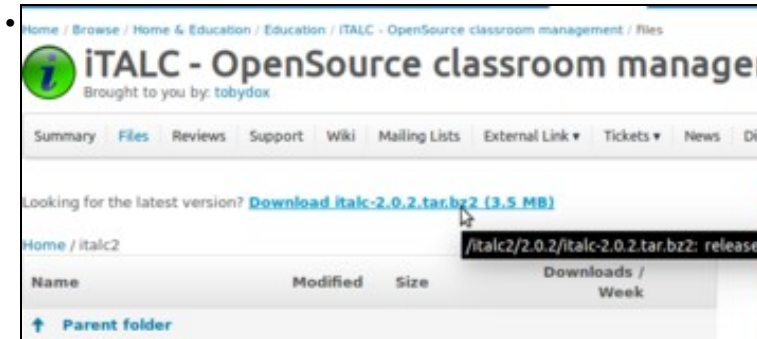 Home / Browse / Home & Education / Education / iTALC - OpenSource classroom management / Files
iTALC - OpenSource classroom manage
Brought to you by: tobydox
Summary Files Reviews Support Wiki Mailing Lists External Link ▾ Tickets ▾ News Di
Looking for the latest version? Download italc-2.0.2.tar.bz2 (3.5 MB)
/italc2/2.0.2/italc-2.0.2.tar.bz2: release
Home / italc2
Name Modified Size Downloads / Week
Parent folder